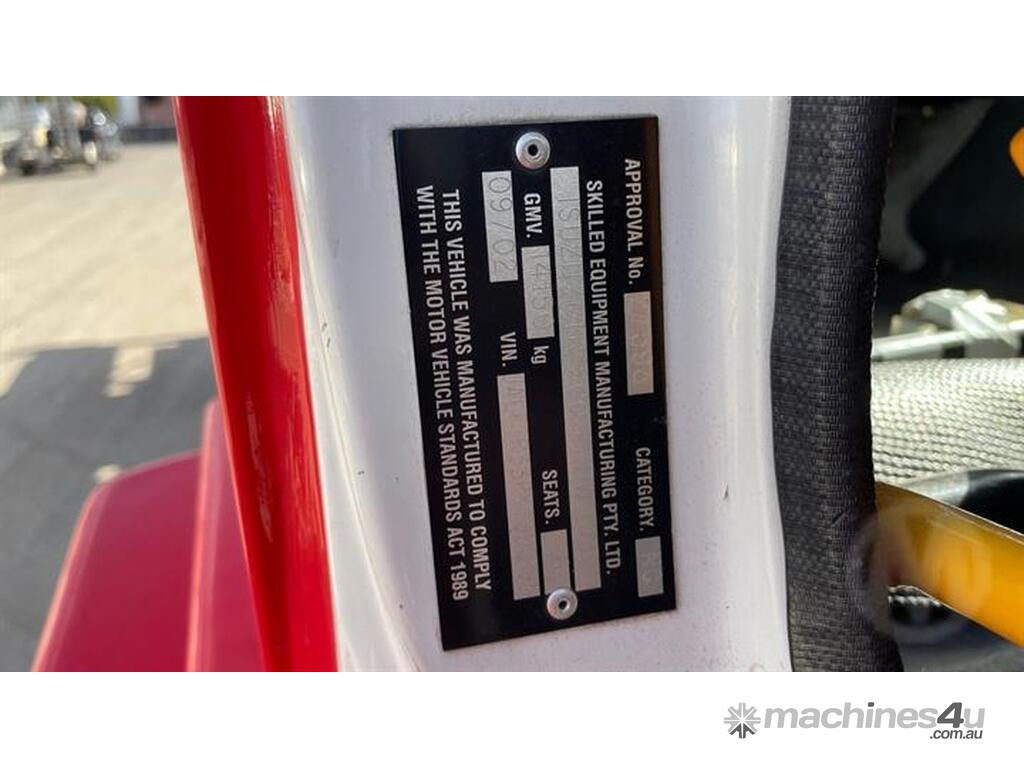 APPROVAL No. CATEGORY.
SKILLED EQUIPMENT MANUFACTURING PTY. LTD.
GMV. kg SEATS.
09/02 VIN.
THIS VEHICLE WAS MANUFACTURED TO COMPLY
WITH THE MOTOR VEHICLE STANDARDS ACT 1989
machines4u
.com.au